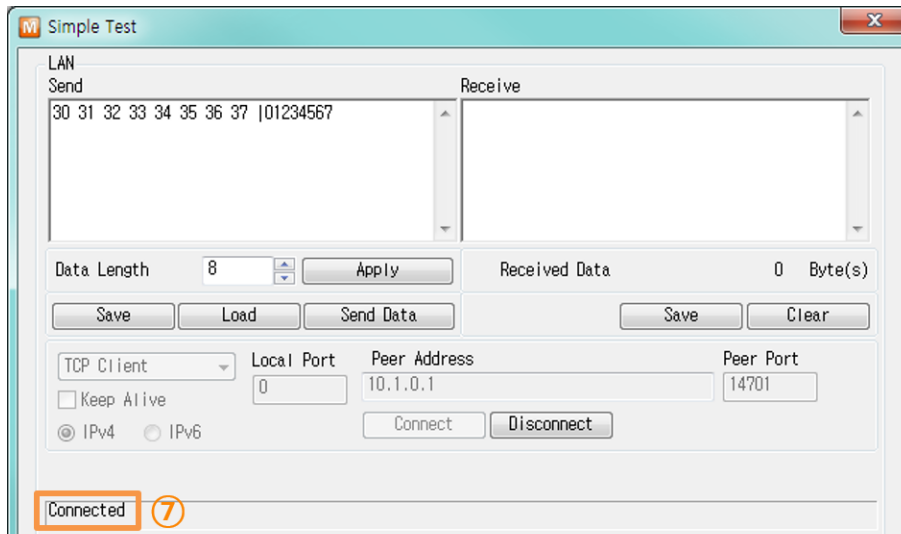 M Simple Test x
LAN
Send Receive
30 31 32 33 34 35 36 37 |01234567
Data Length 8 Apply Received Data 0 Byte(s)
Save Load Send Data Save Clear
TCP Client Local Port Peer Address Peer Port
0 10.1.0.1 14701
Keep Alive
IPv4 IPv6 Connect Disconnect
Connected ⑦